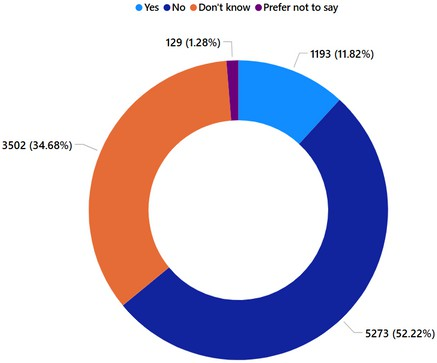 Yes No Don't know Prefer not to say
129 (1.28%)
1193 (11.82%)
3502 (34.68%)
5273 (52.22%)